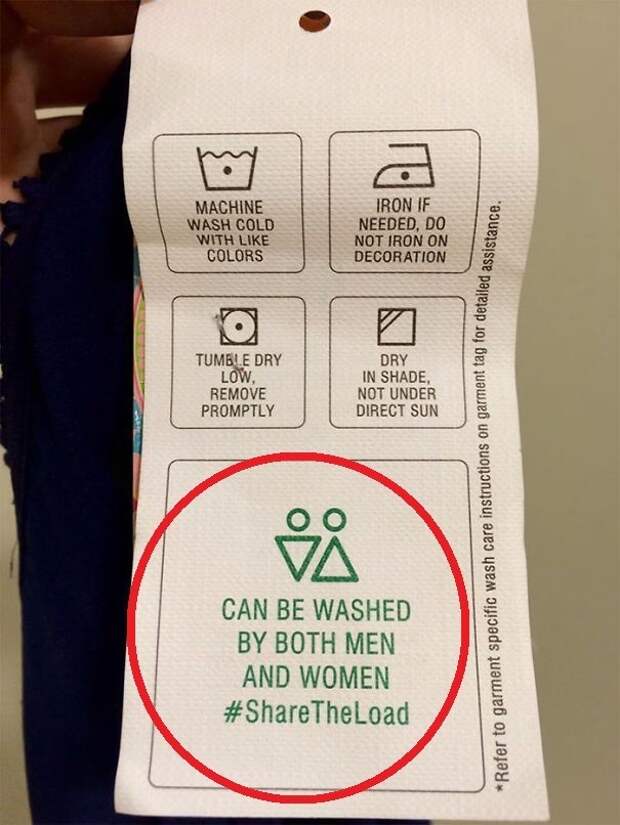 MACHINE
WASH COLD
WITH LIKE
COLORS
IRON IF
NEEDED, DO
NOT IRON ON
DECORATION
TUMBLE DRY
LOW,
REMOVE
PROMPTLY
DRY
IN SHADE,
NOT UNDER
DIRECT SUN
CAN BE WASHED
BY BOTH MEN
AND WOMEN
#ShareTheLoad
*Refer to garment specific wash care instructions on garment tag for detailed assistance.